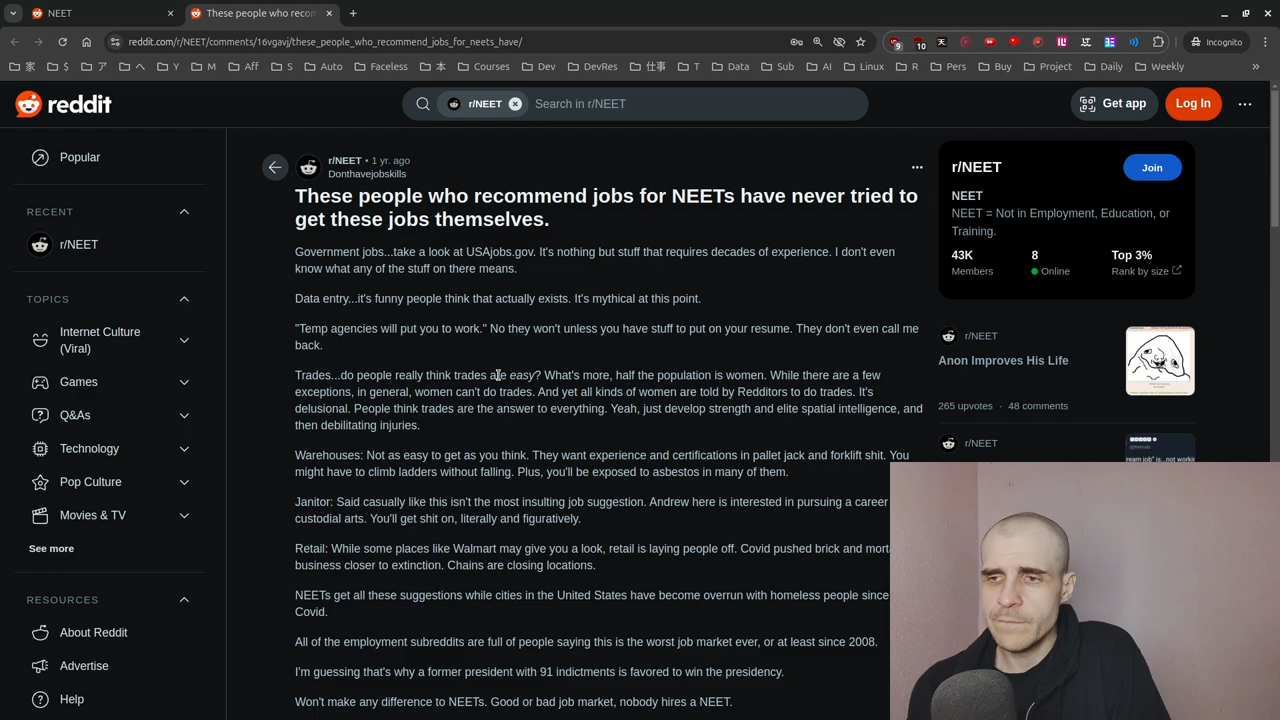 NEET
These people who recom
reddit.com/r/NEET/comments/16vgavj/these_people_who_recommend_jobs_for_neets_have/
9
10
Incognito
家
$
ア
へ
Y
M
Aff
S
Auto
Faceless
本
Courses
Dev
DevRes
仕事
T
Data
Sub
AI
Linux
R
Pers
Buy
Project
Daily
Weekly
reddit
r/NEET
Search in r/NEET
Get app
Log In
Popular
RECENT
r/NEET
TOPICS
Internet Culture
(Viral)
Games
Q&As
Technology
Pop Culture
Movies & TV
See more
RESOURCES
About Reddit
Advertise
Help
r/NEET • 1 yr. ago
Donthavejobskills
These people who recommend jobs for NEETs have never tried to
get these jobs themselves.
Government jobs...take a look at USAjobs.gov. It's nothing but stuff that requires decades of experience. I don't even
know what any of the stuff on there means.
Data entry...it's funny people think that actually exists. It's mythical at this point.
"Temp agencies will put you to work." No they won't unless you have stuff to put on your resume. They don't even call me
back.
Trades...do people really think trades are easy? What's more, half the population is women. While there are a few
exceptions, in general, women can't do trades. And yet all kinds of women are told by Redditors to do trades. It's
delusional. People think trades are the answer to everything. Yeah, just develop strength and elite spatial intelligence, and
then debilitating injuries.
Warehouses: Not as easy to get as you think. They want experience and certifications in pallet jack and forklift shit. You
might have to climb ladders without falling. Plus, you'll be exposed to asbestos in many of them.
Janitor: Said casually like this isn't the most insulting job suggestion. Andrew here is interested in pursuing a career
custodial arts. You'll get shit on, literally and figuratively.
Retail: While some places like Walmart may give you a look, retail is laying people off. Covid pushed brick and morta
business closer to extinction. Chains are closing locations.
NEETs get all these suggestions while cities in the United States have become overrun with homeless people since
Covid.
All of the employment subreddits are full of people saying this is the worst job market ever, or at least since 2008.
I'm guessing that's why a former president with 91 indictments is favored to win the presidency.
Won't make any difference to NEETs. Good or bad job market, nobody hires a NEET.
r/NEET
Join
NEET
NEET = Not in Employment, Education, or
Training.
43K
Members
8
Online
Top 3%
Rank by size
r/NEET
Anon Improves His Life
265 upvotes • 48 comments
r/NEET